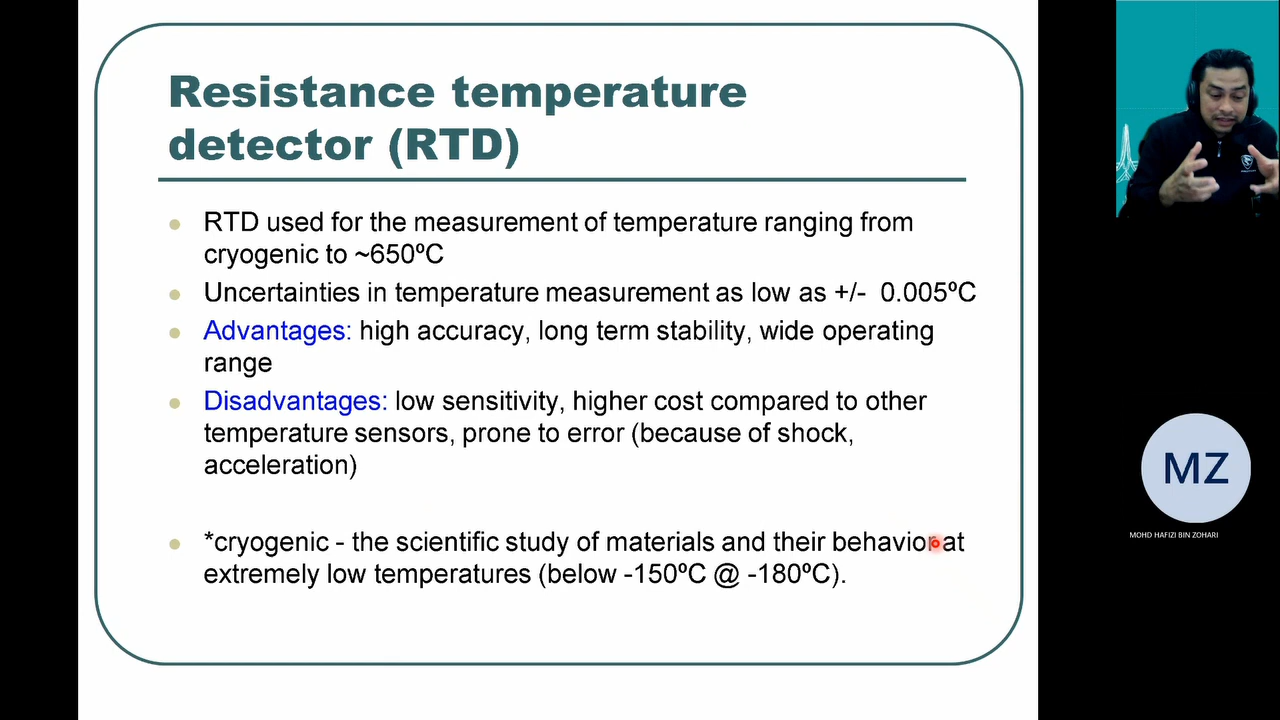 Resistance temperature
detector (RTD)
RTD used for the measurement of temperature ranging from
cryogenic to ~650ºC
Uncertainties in temperature measurement as low as +/- 0.005ºC
Advantages: high accuracy, long term stability, wide operating
range
Disadvantages: low sensitivity, higher cost compared to other
temperature sensors, prone to error (because of shock,
acceleration)
*cryogenic - the scientific study of materials and their behavior at
extremely low temperatures (below -150ºC @ -180ºC).
MZ
MOHD HAFIZI BIN ZOHARI